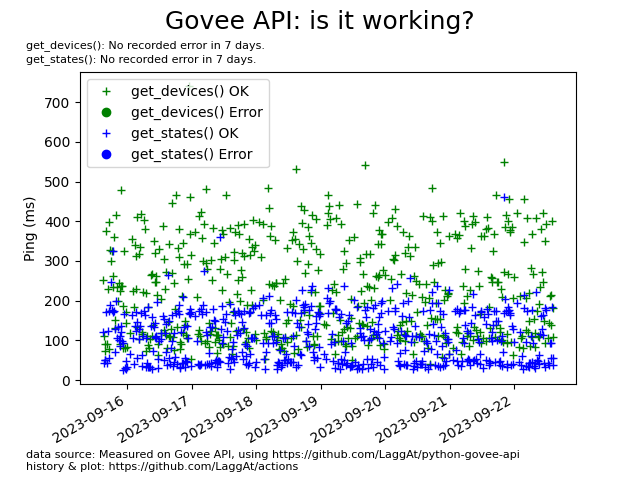 Govee API: is it working?
get_devices(): No recorded error in 7 days.
get_states(): No recorded error in 7 days.
get_devices() OK
get_devices() Error
get_states() OK
get_states() Error
Ping (ms)
700
600
500
400
300
200
100
0
2023-09-16
2023-09-17
2023-09-18
2023-09-19
2023-09-20
2023-09-21
2023-09-22
data source: Measured on Govee API, using https://github.com/LaggAt/python-govee-api
history & plot: https://github.com/LaggAt/actions